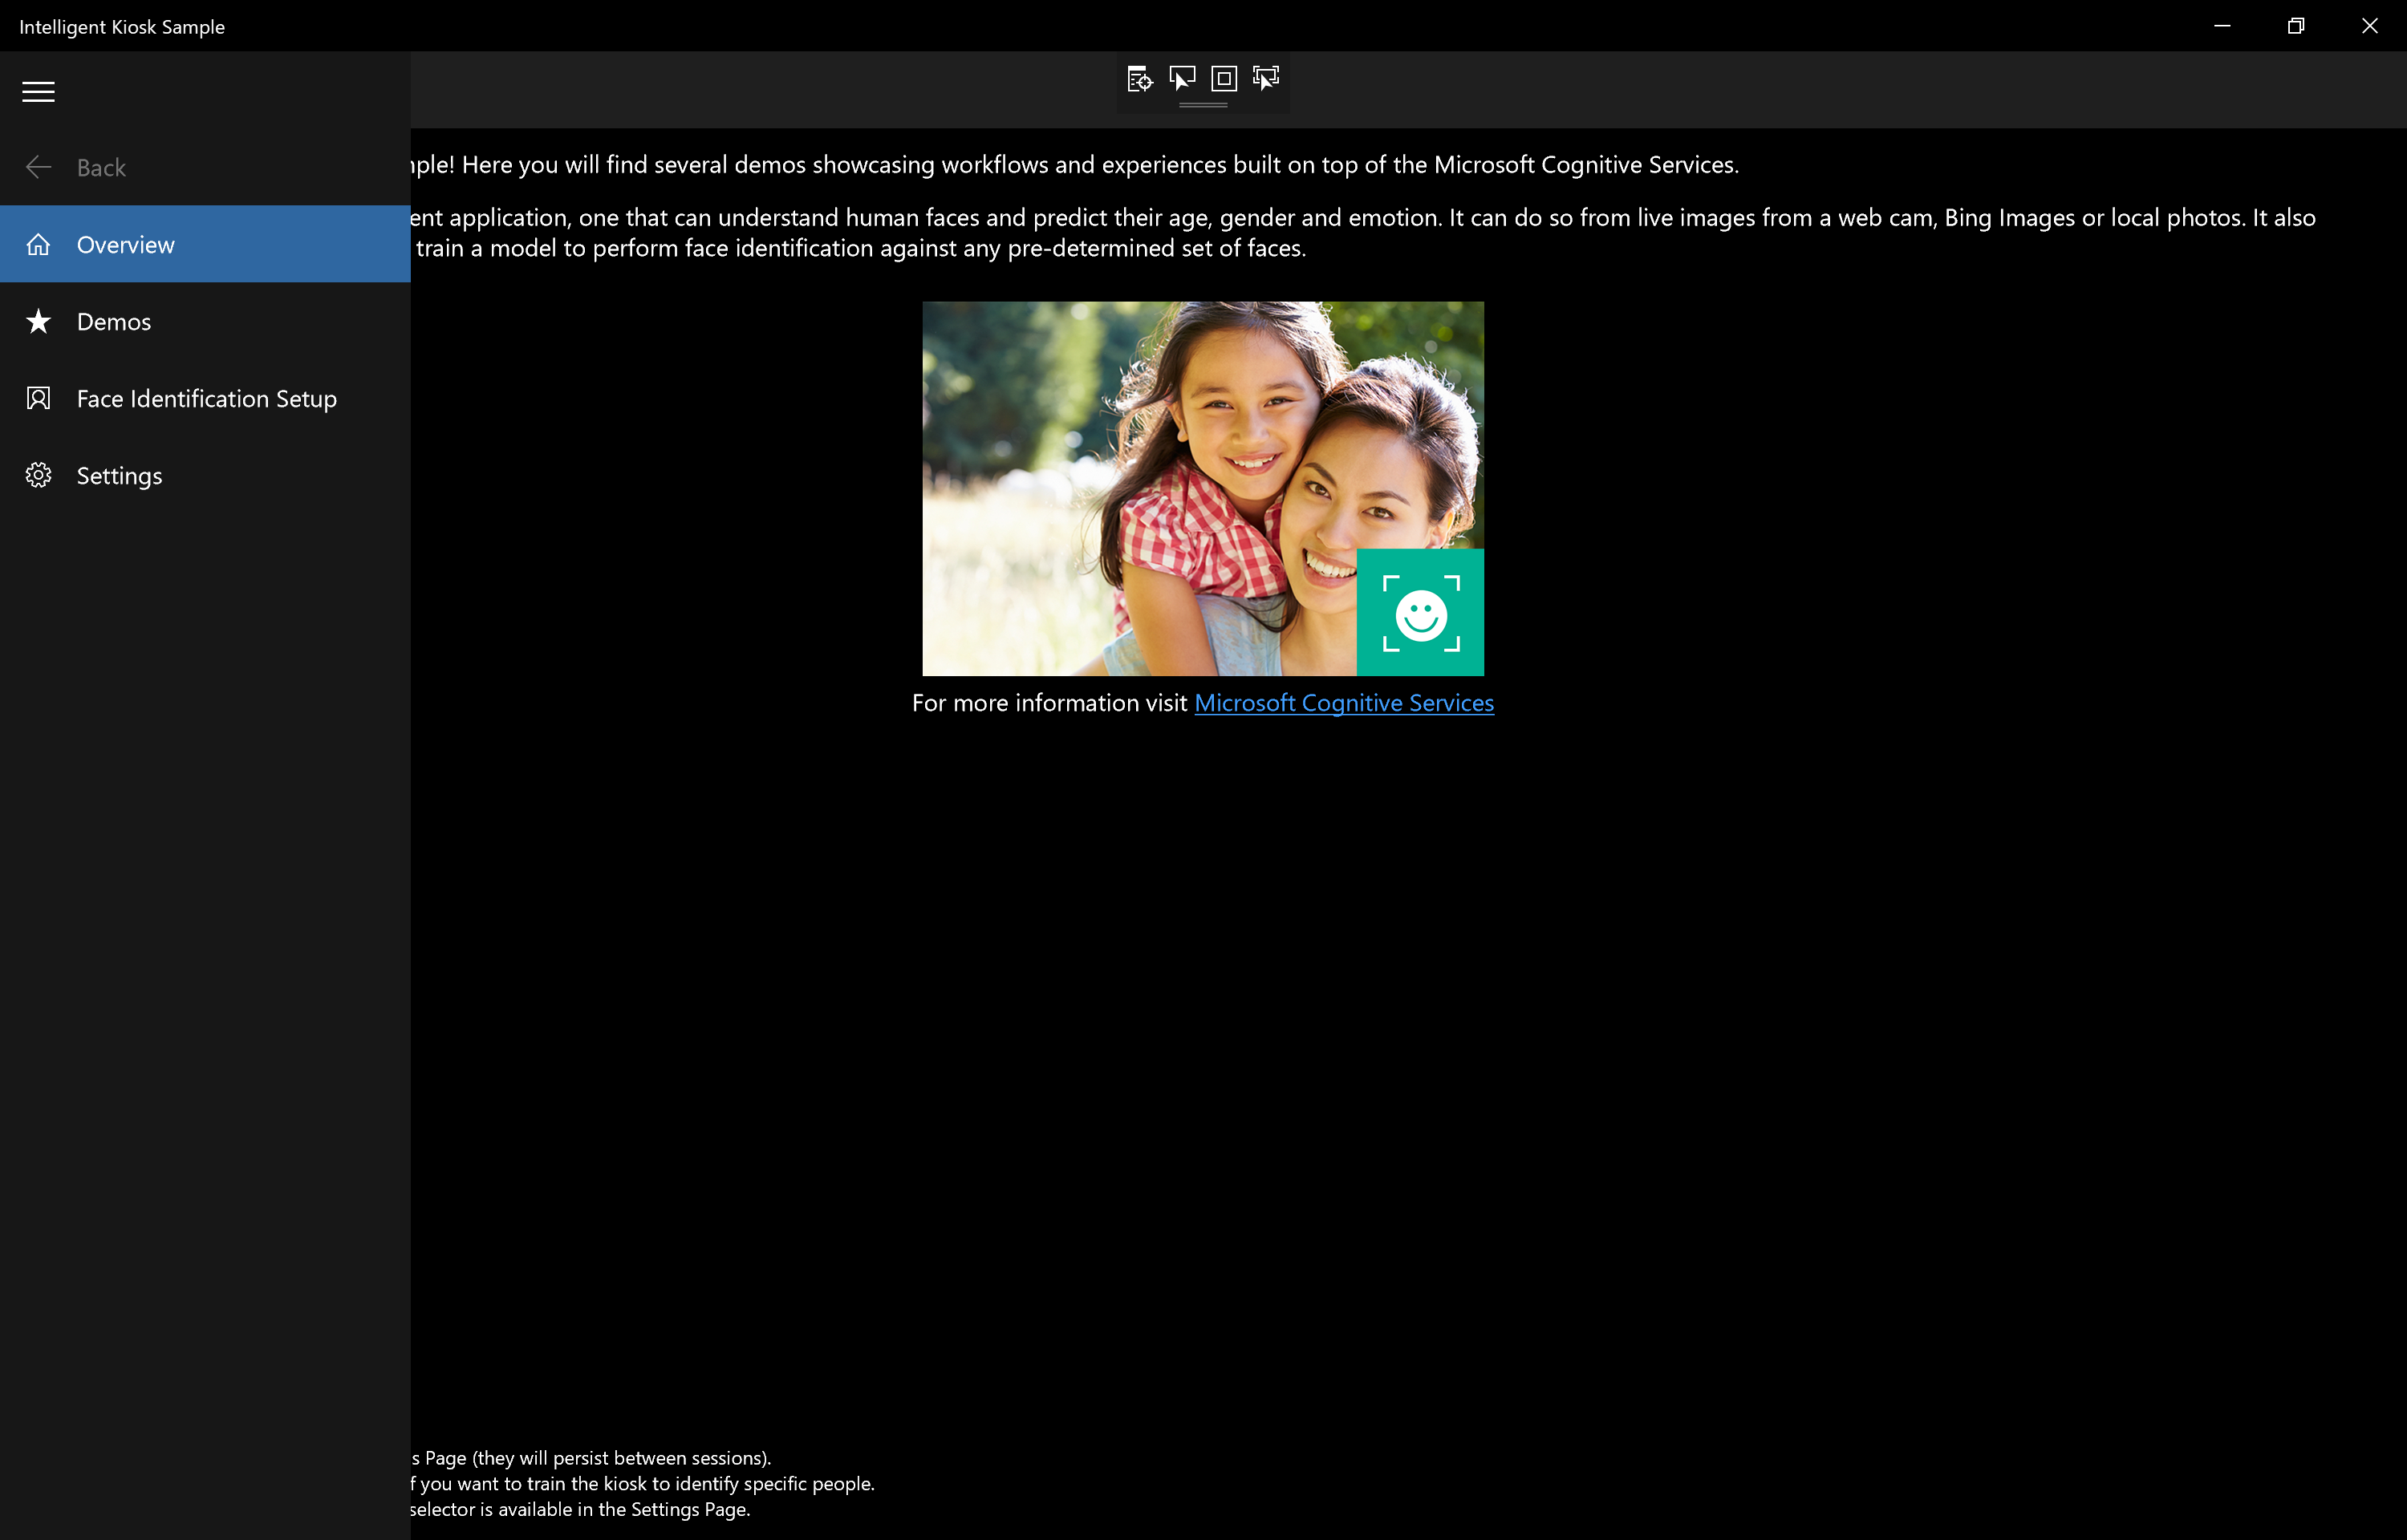 Intelligent Kiosk Sample
Back
Overview
Demos
Face Identification Setup
Settings
Here you will find several demos showcasing workflows and experiences built on top of the Microsoft Cognitive Services.
application, one that can understand human faces and predict their age, gender and emotion. It can do so from live images from a web cam, Bing Images or local photos. It also
train a model to perform face identification against any pre-determined set of faces.
For more information visit Microsoft Cognitive Services
Page (they will persist between sessions).
you want to train the kiosk to identify specific people.
selector is available in the Settings Page.